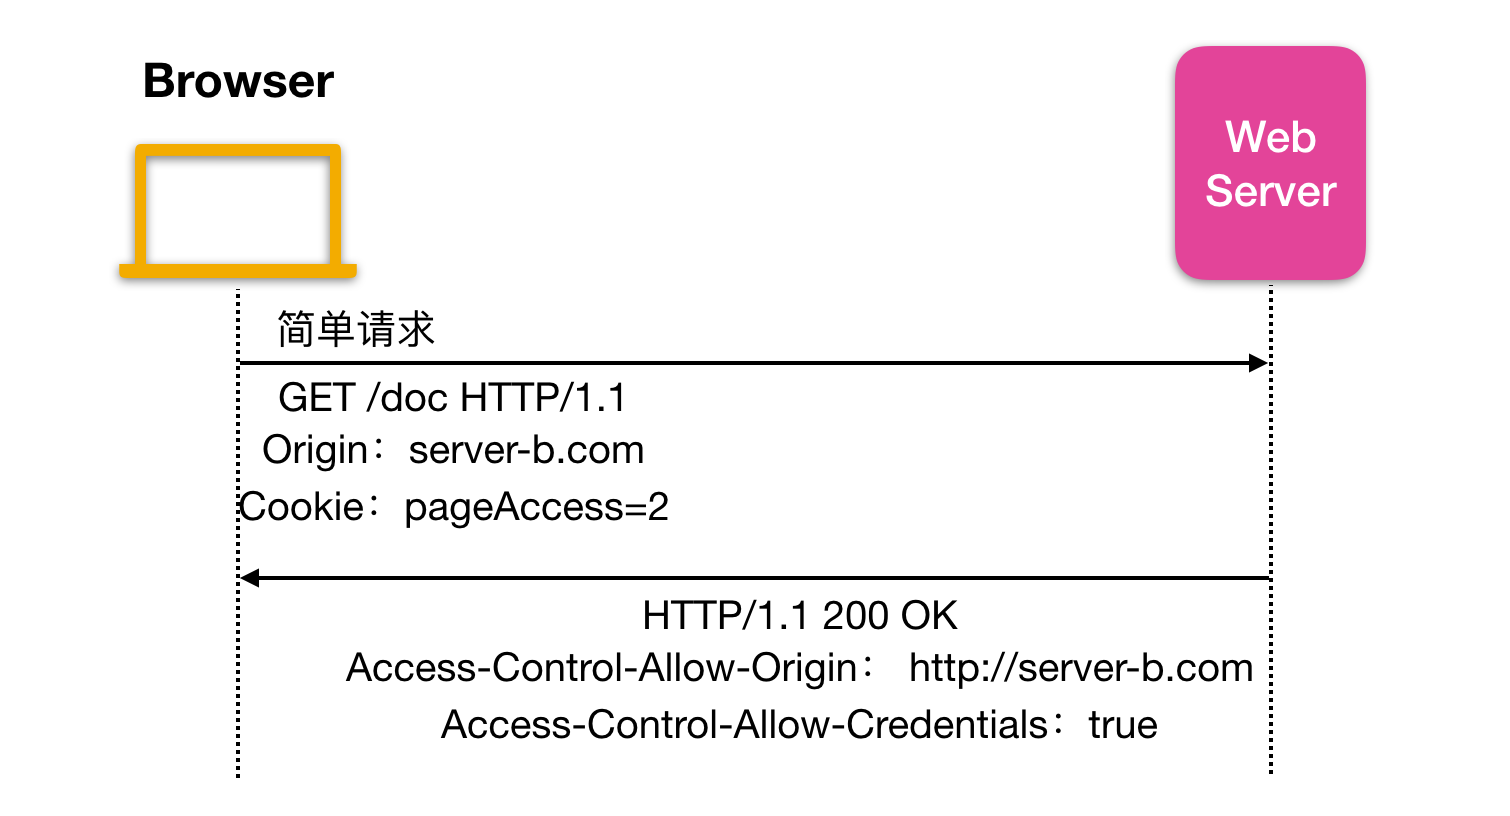 Browser
Web
Server
简单请求
GET /doc HTTP/1.1
Origin：server-b.com
Cookie：pageAccess=2
HTTP/1.1 200 OK
Access-Control-Allow-Origin： http://server-b.com
Access-Control-Allow-Credentials：true